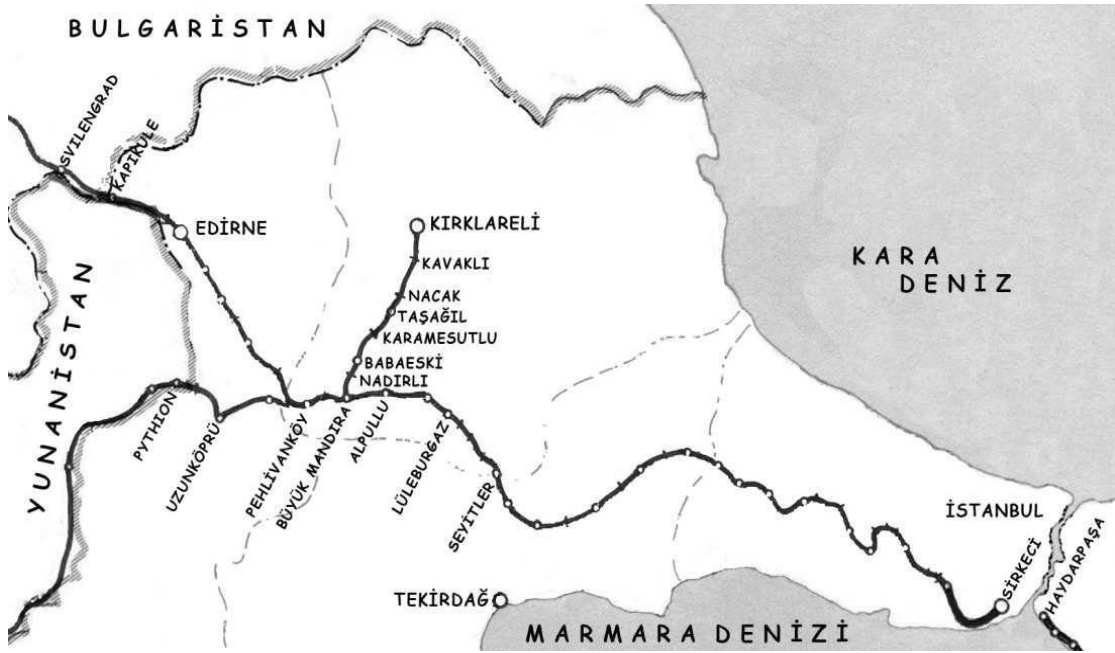 BULGARİSTAN
SVILENGRAD
KAPIKULE
EDİRNE
KIRKLARELİ
KAVAKLI
NACAK
TAŞAĞIL
KARAMESUTLU
BABAESKİ
NADIRLI
KARA
DENİZ
YUNANİSTAN
PYTHION
UZUNKÖPRÜ
PEHLİVANKÖY
BÜYÜK MANDIRA
ALPULLU
LÜLEBURGAZ
SEYİTLER
İSTANBUL
SİRKECİ
HAYDARPAŞA
TEKİRDAĞ
MARMARA DENİZİ